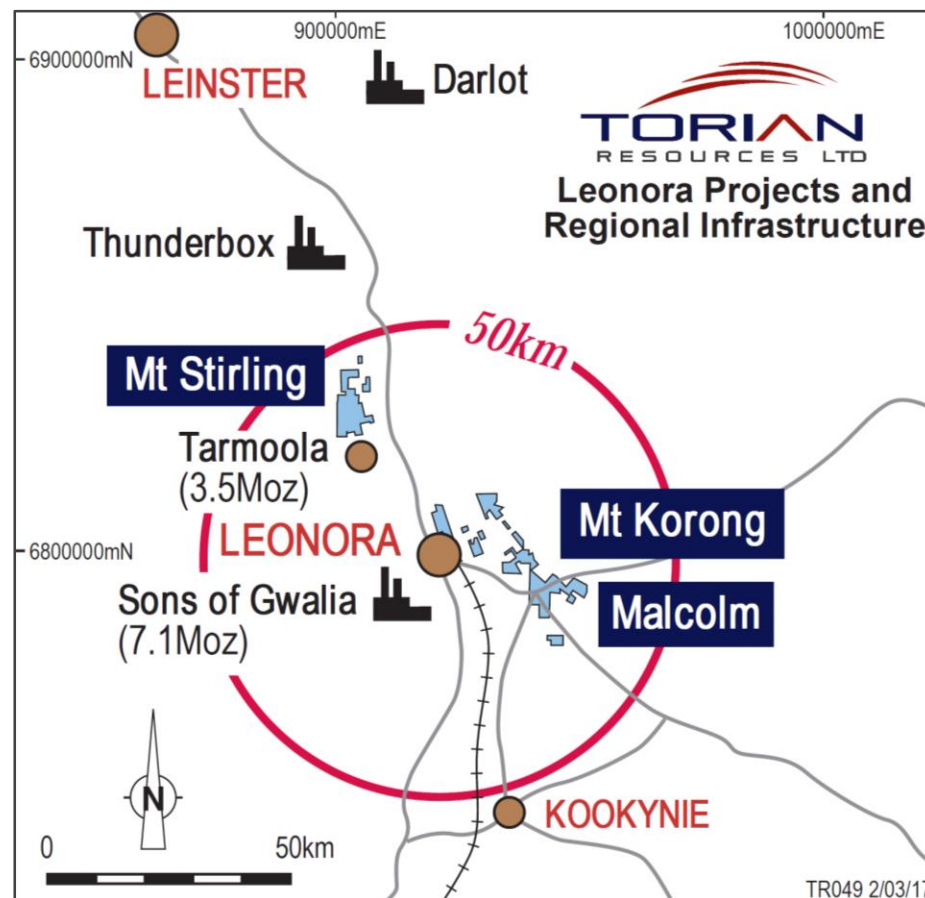 900000mE
1000000mE
6900000mN
LEINSTER
Darlot
TORIAN
RESOURCES LTD
Leonora Projects and
Regional Infrastructure
Thunderbox
50km
Mt Stirling
Tarmoola
(3.5Moz)
Mt Korong
6800000mN
LEONORA
Sons of Gwalia
(7.1Moz)
Malcolm
N
KOOKYNIE
0
50km
TR049 2/03/17